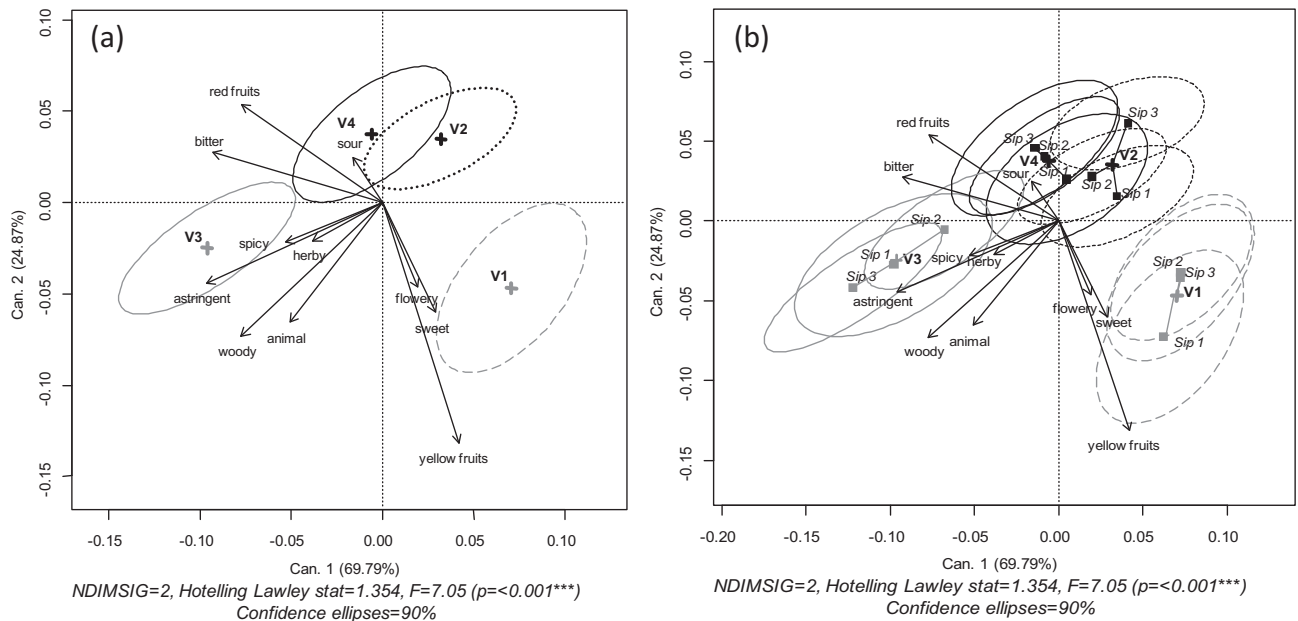 (a)
0.10
0.05
0.00
-0.05
-0.10
-0.15
Can. 2 (24.87%)
red fruits
bitter
V4
sour
V2
V3
spicy
herby
astringent
woody
animal
flowery
sweet
V1
yellow fruits
-0.15
-0.10
-0.05
0.00
0.05
0.10
Can. 1 (69.79%)
NDIMSIG=2, Hotelling Lawley stat=1.354, F=7.05 (p=<0.001***)
Confidence ellipses=90%
(b)
0.10
0.05
0.00
-0.05
-0.10
-0.15
Can. 2 (24.87%)
red fruits
bitter
Sip 3
Sip 2
V4
Sip
sour
Sip 3
V2
Sip 2
Sip 1
Sip 2
Sip 1
V3
Sip 3
spicy
herby
astringent
woody
animal
flowery
sweet
Sip 2
Sip 3
V1
Sip 1
yellow fruits
-0.20
-0.15
-0.10
-0.05
0.00
0.05
0.10
Can. 1 (69.79%)
NDIMSIG=2, Hotelling Lawley stat=1.354, F=7.05 (p=<0.001***)
Confidence ellipses=90%